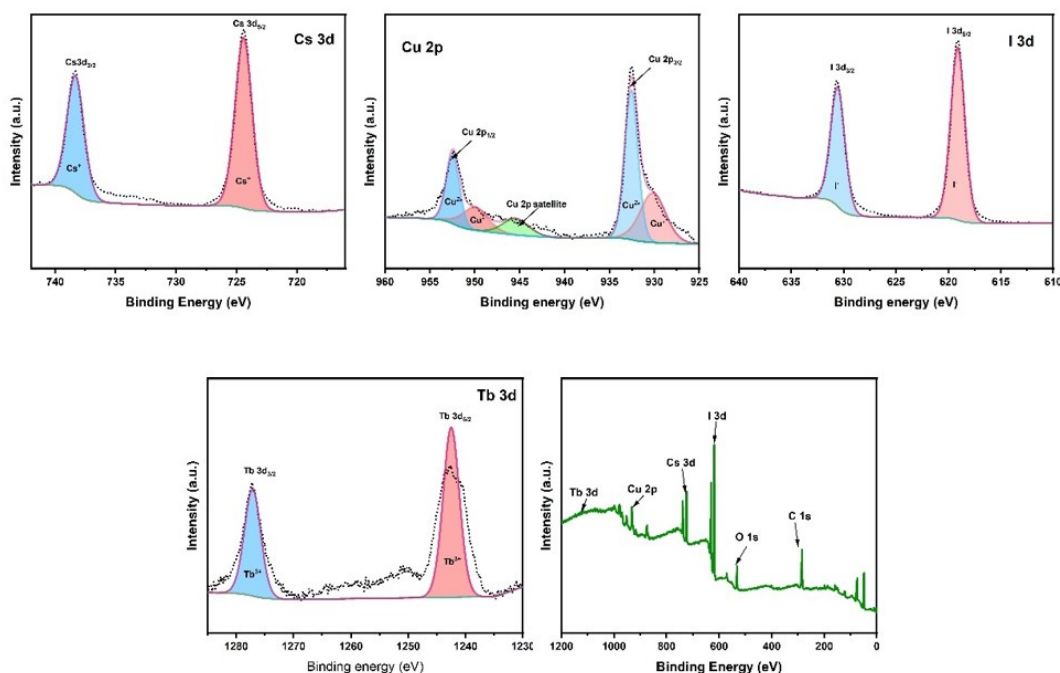 Cs 3d
Cs 3d₅/₂
Cs3d₃/₂
Cs⁺
Cs⁺
Intensity (a.u.)
740 735 730 725 720
Binding Energy (eV)
Cu 2p
Cu 2p₃/₂
Cu 2p₁/₂
Cu 2p satellite
Cu²⁺
Cu⁺
Cu²⁺
Cu⁺
Intensity (a.u.)
960 955 950 945 940 935 930 925
Binding energy (eV)
I 3d
I 3d₅/₂
I 3d₃/₂
I⁻
I⁻
Intensity (a.u.)
640 635 630 625 620 615 610
Binding energy (eV)
Tb 3d
Tb 3d₅/₂
Tb 3d₃/₂
Tb³⁺
Tb³⁺
Intensity (a.u.)
1280 1270 1260 1250 1240 1230
Binding energy (eV)
I 3d
Cs 3d
Cu 2p
Tb 3d
C 1s
O 1s
Intensity (a.u.)
1200 1000 800 600 400 200 0
Binding Energy (eV)